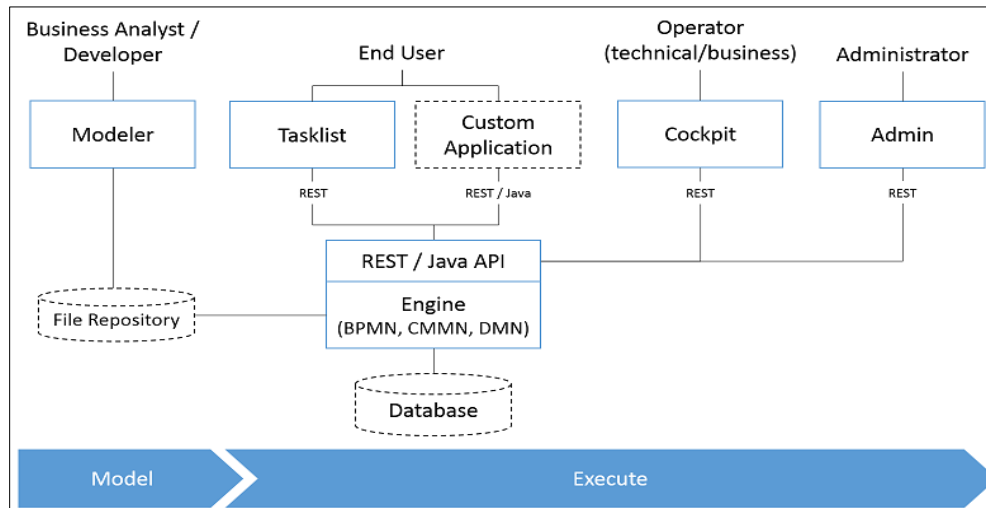 Business Analyst /
Developer
End User
Operator
(technical/business)
Administrator
Modeler
Tasklist
Custom
Application
Cockpit
Admin
REST
REST / Java
REST
REST
REST / Java API
Engine
(BPMN, CMMN, DMN)
File Repository
Database
Model
Execute